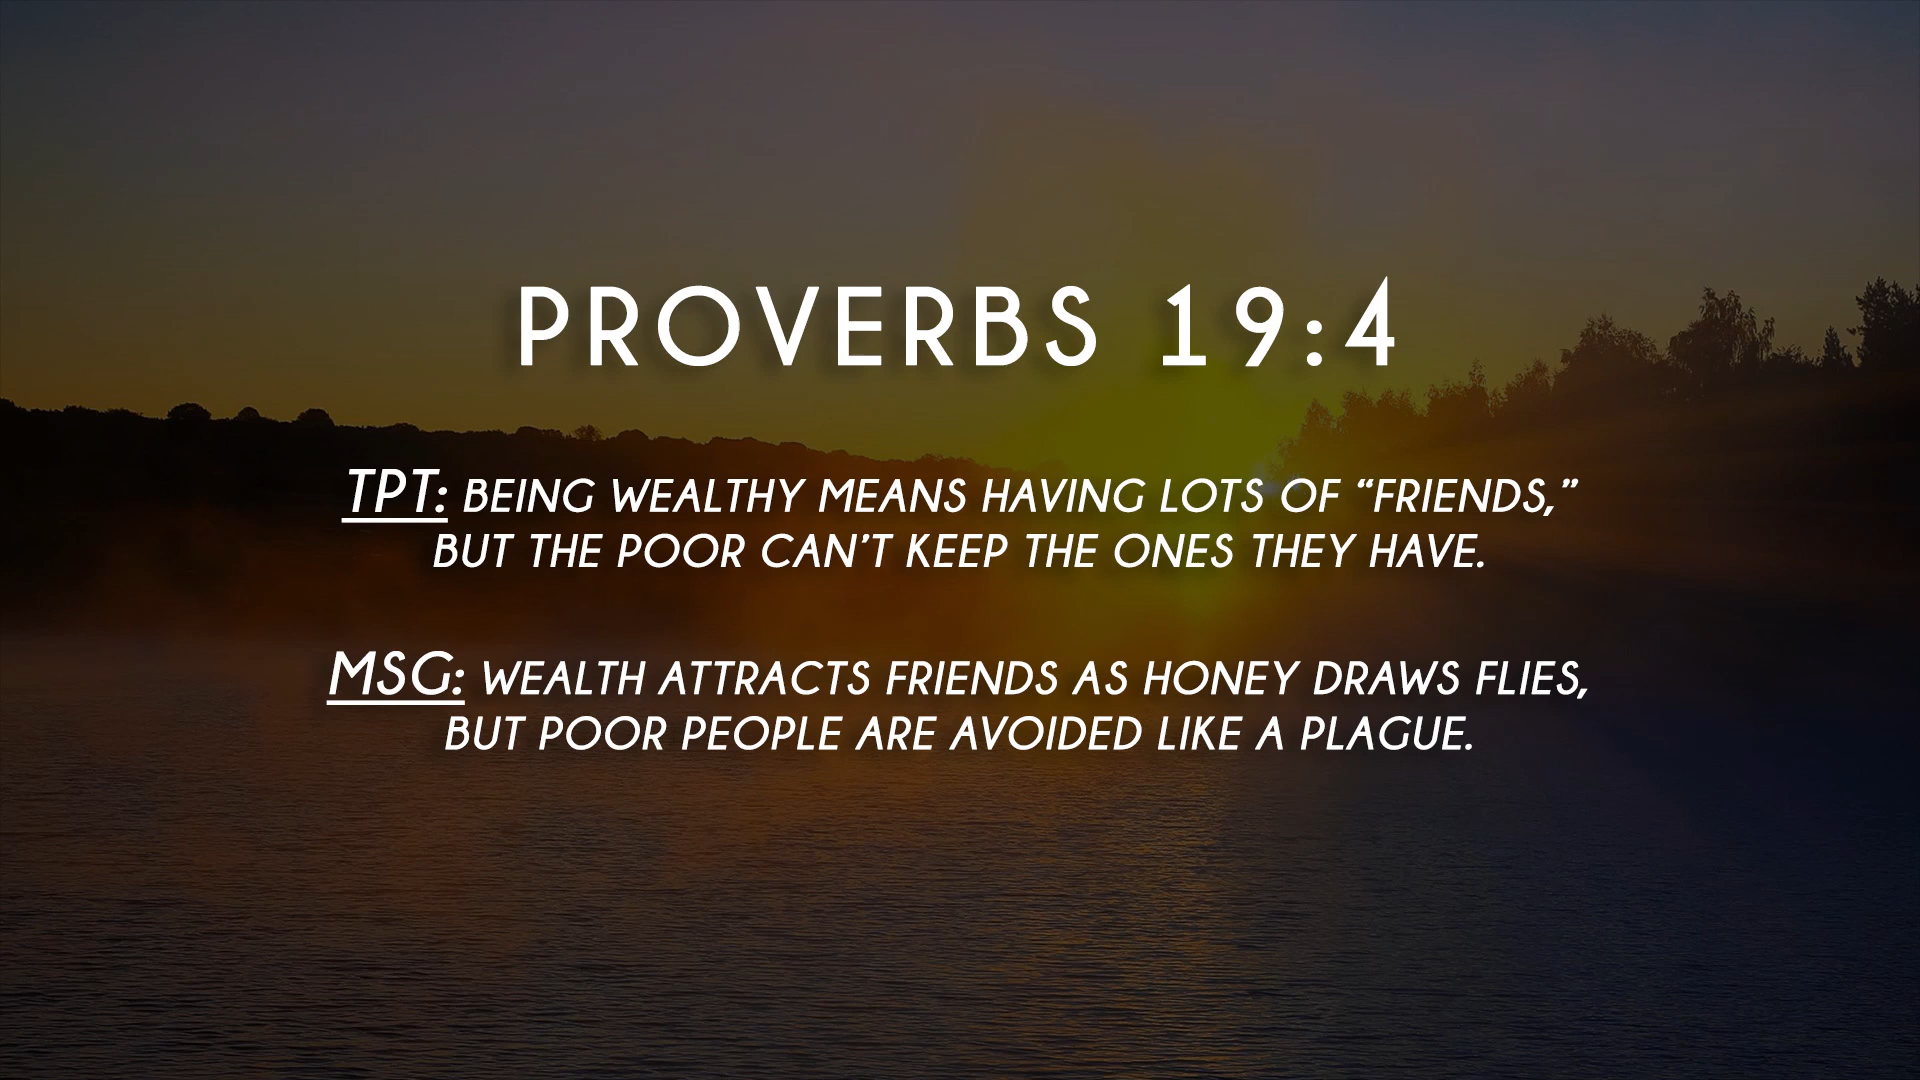 PROVERBS 19:4
TPT: BEING WEALTHY MEANS HAVING LOTS OF “FRIENDS,”
BUT THE POOR CAN’T KEEP THE ONES THEY HAVE.
MSG: WEALTH ATTRACTS FRIENDS AS HONEY DRAWS FLIES,
BUT POOR PEOPLE ARE AVOIDED LIKE A PLAGUE.